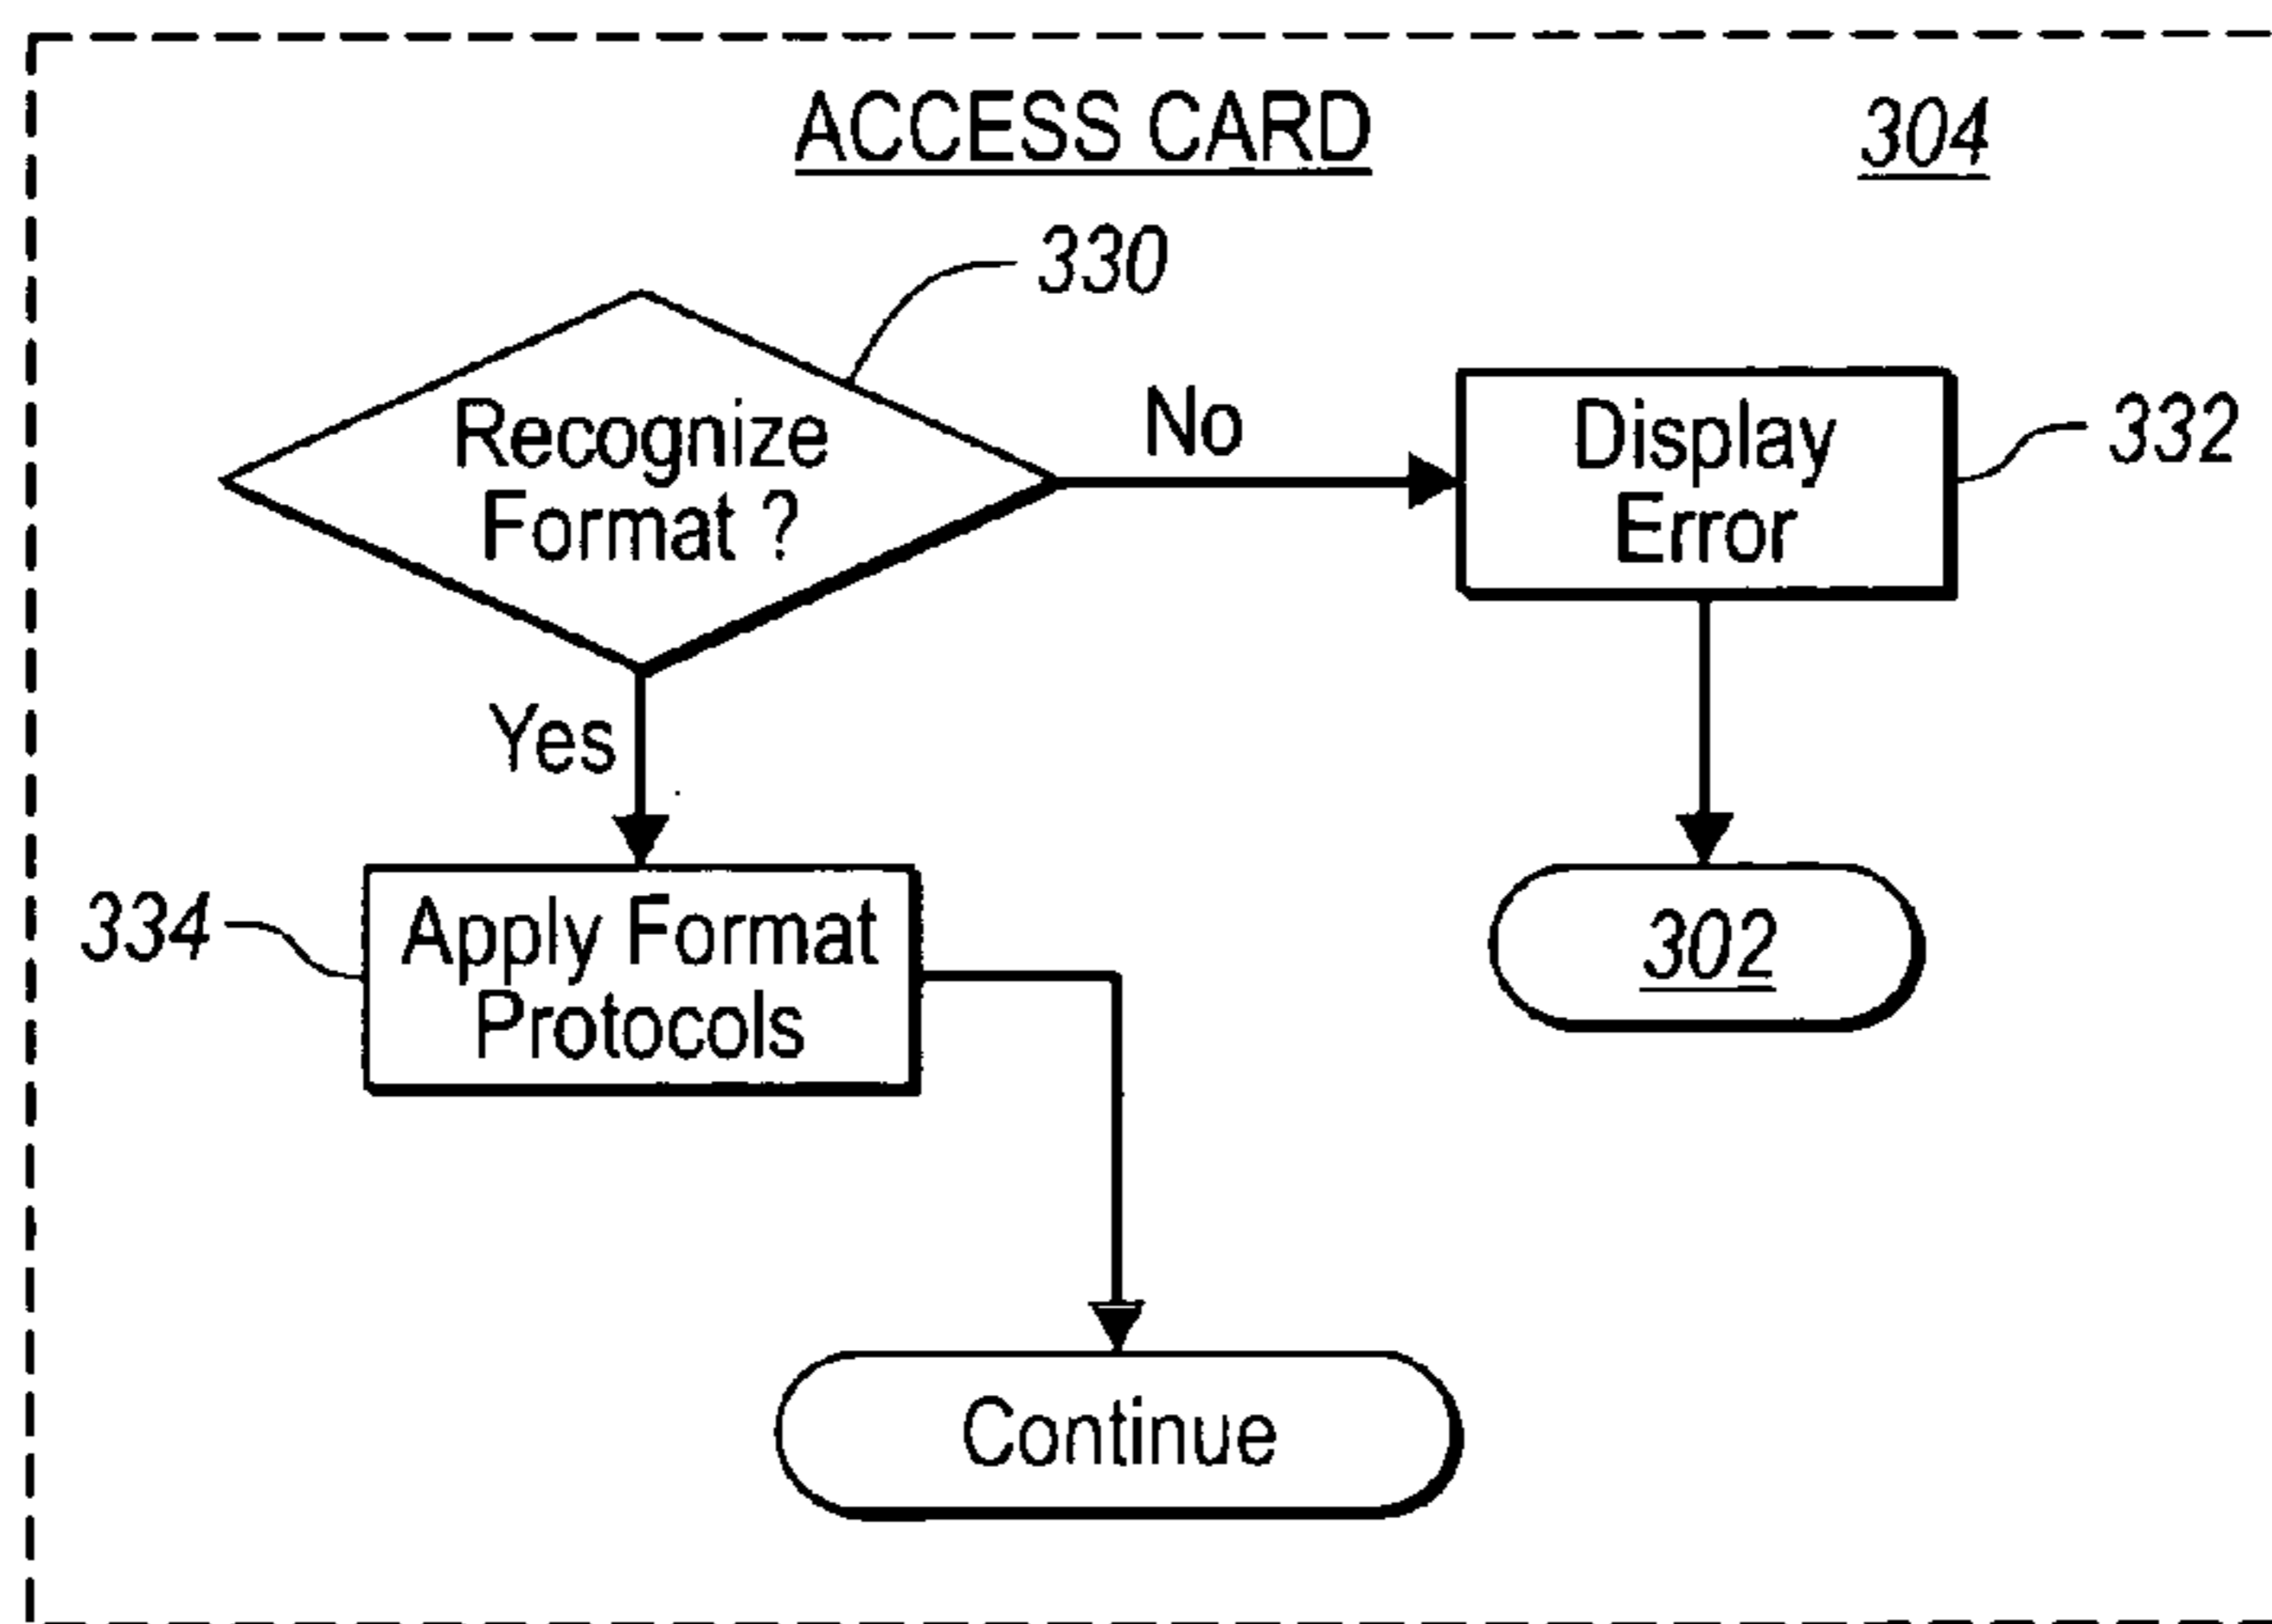 ACCESS CARD
304
330
Recognize
Format ?
No
Display
Error
332
Yes
334
Apply Format
Protocols
302
Continue